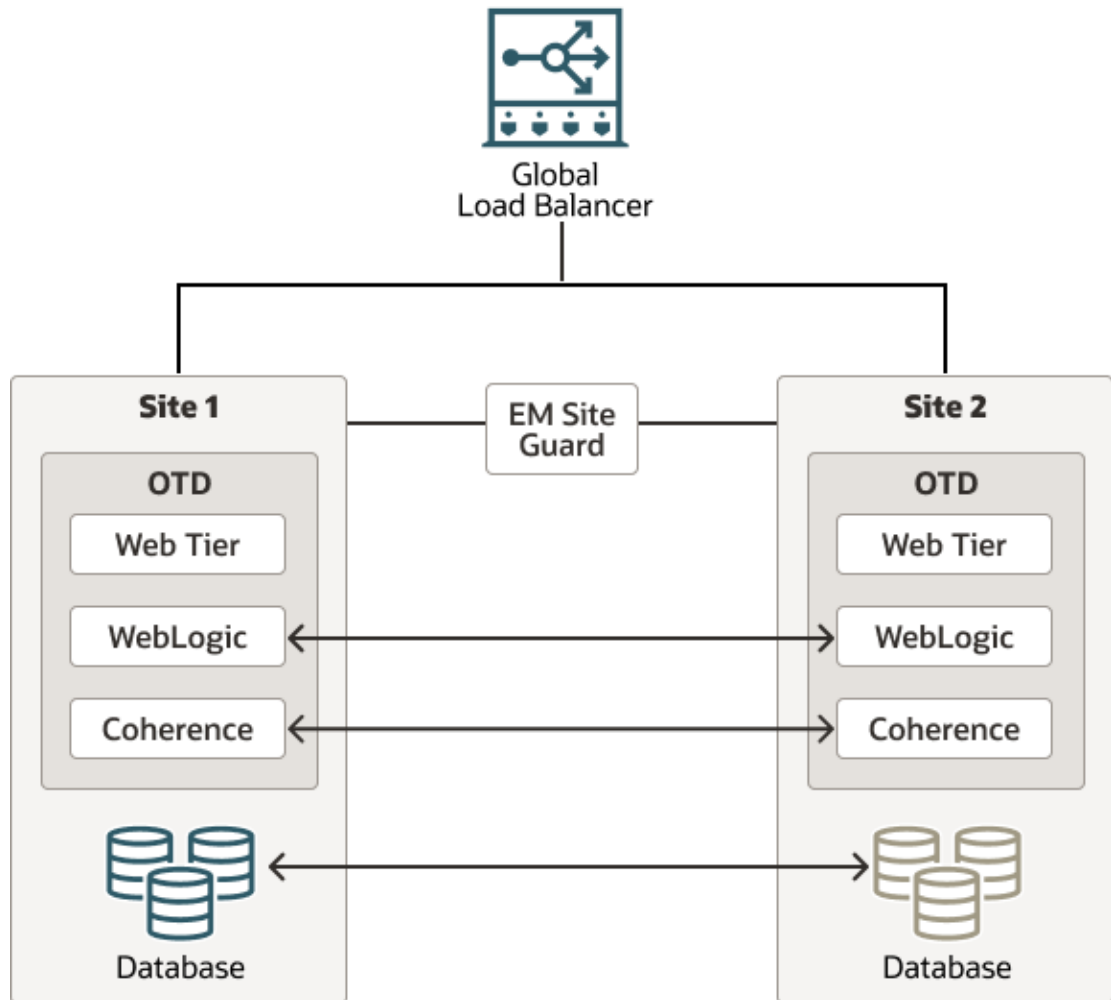 Global
Load Balancer
Site 1
EM Site
Guard
Site 2
OTD
OTD
Web Tier
Web Tier
WebLogic
WebLogic
Coherence
Coherence
Database
Database